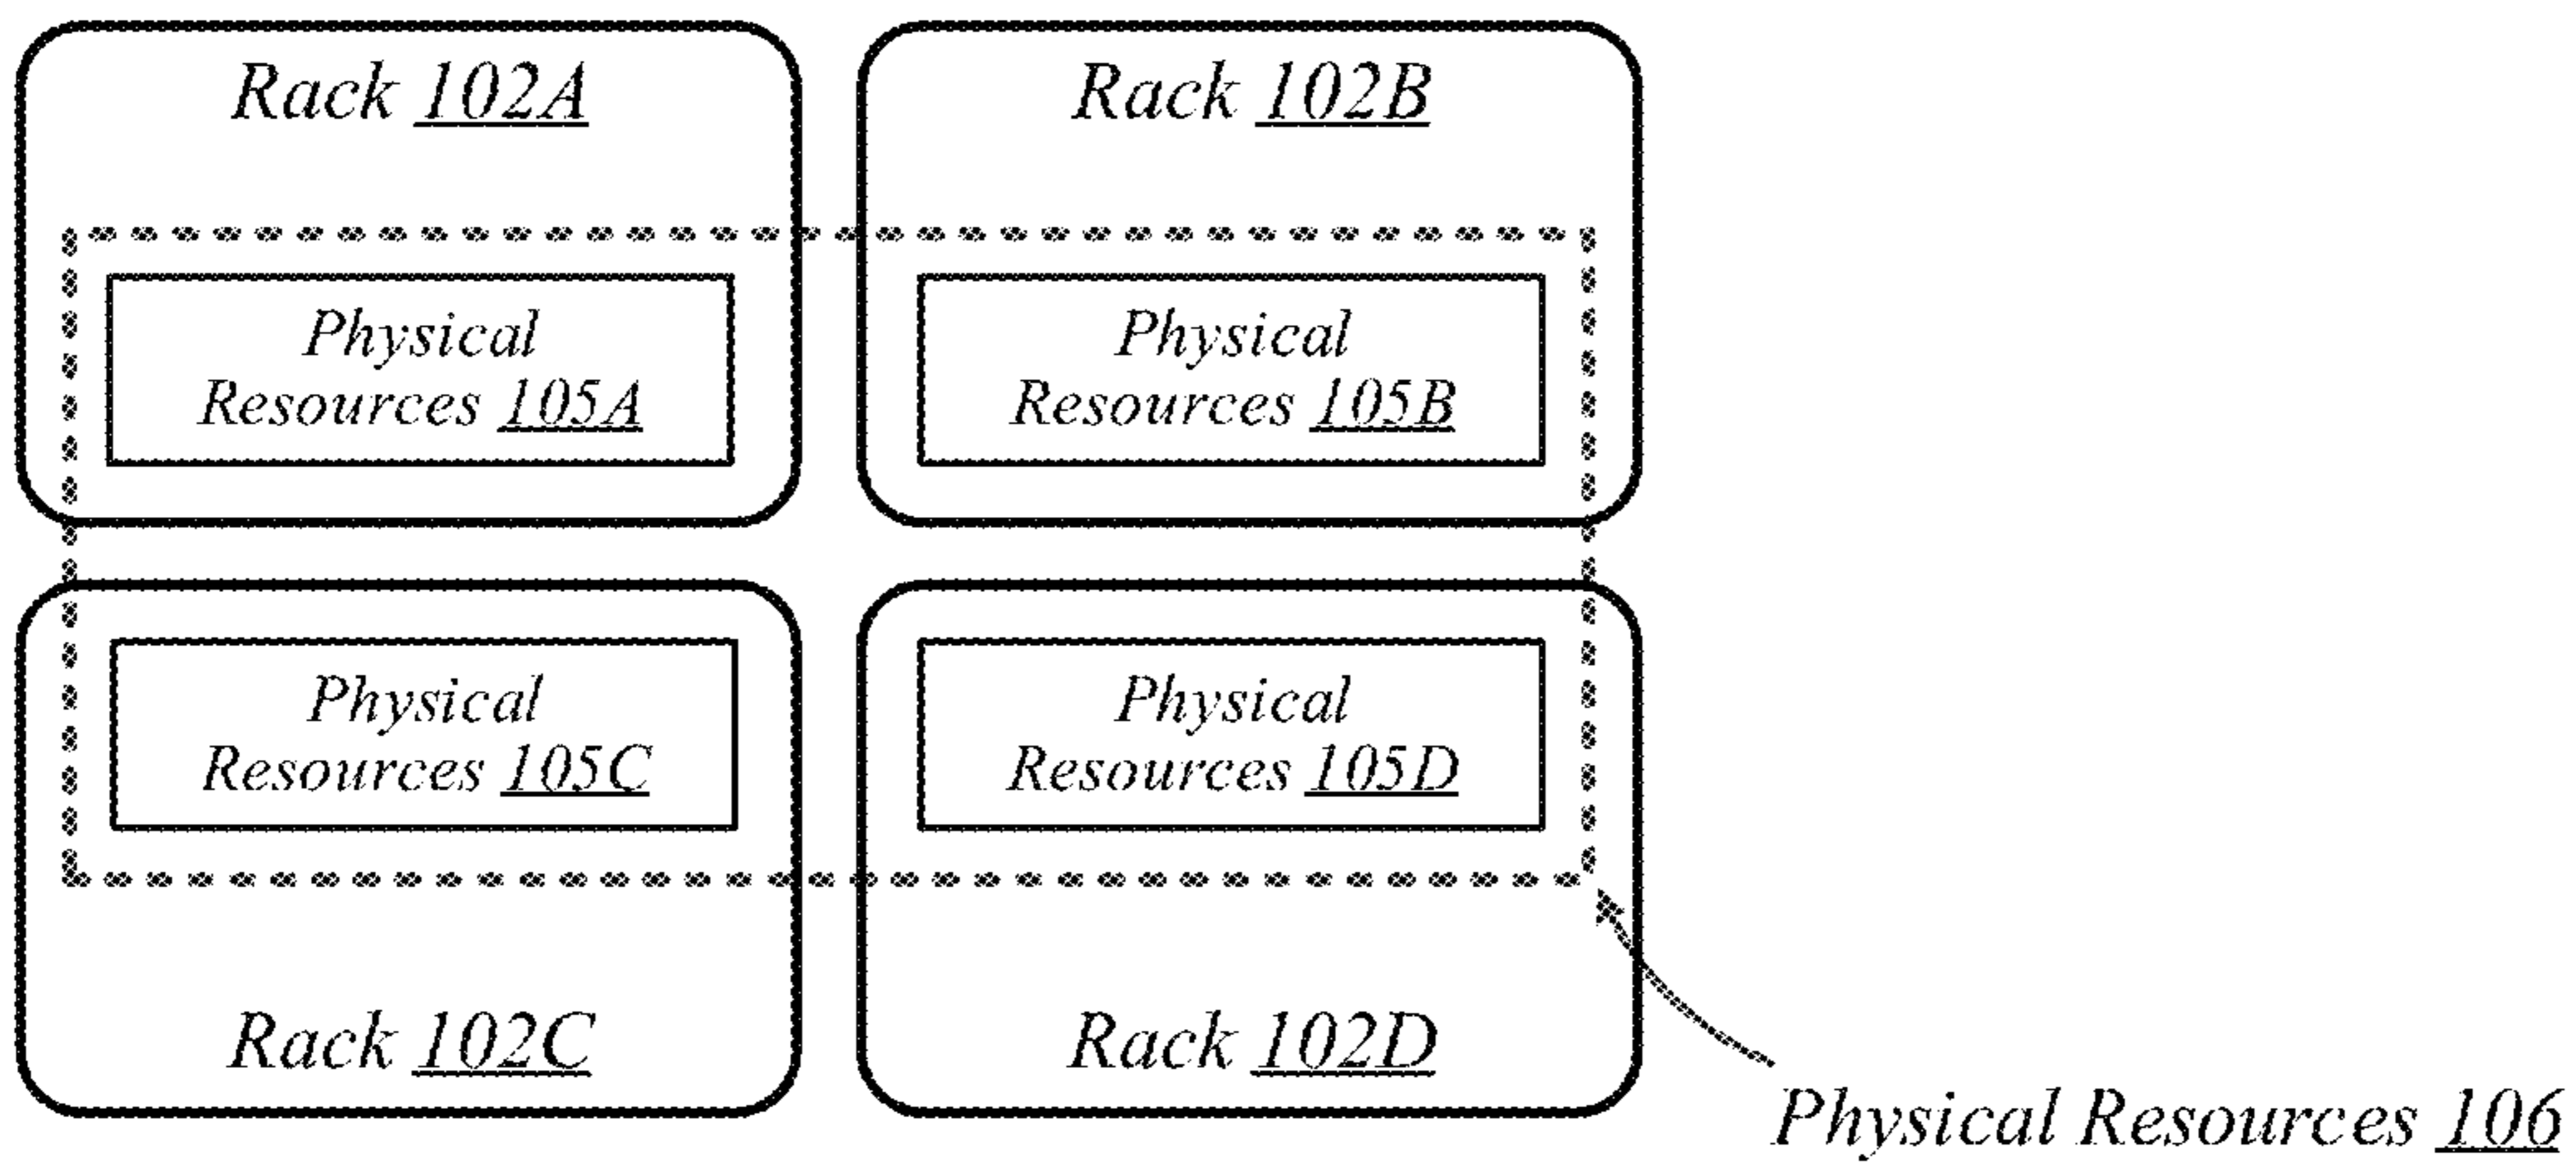 Rack 102A
Rack 102B
Physical
Resources 105A
Physical
Resources 105B
Physical
Resources 105C
Physical
Resources 105D
Rack 102C
Rack 102D
Physical Resources 106